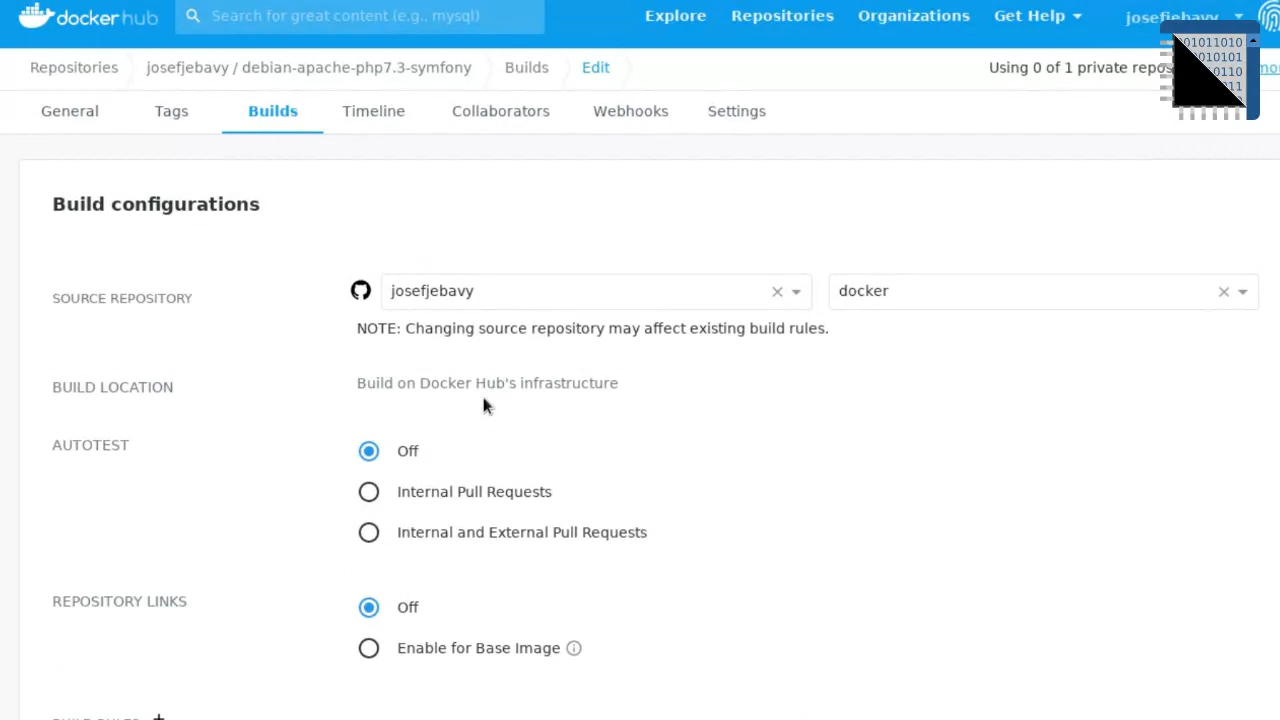 dockerhub
Search for great content (e.g., mysql)
Explore
Repositories
Organizations
Get Help
josefjebavy
Repositories
josefjebavy / debian-apache-php7.3-symfony
Builds
Edit
Using 0 of 1 private repos
General
Tags
Builds
Timeline
Collaborators
Webhooks
Settings
Build configurations
SOURCE REPOSITORY
josefjebavy
docker
NOTE: Changing source repository may affect existing build rules.
BUILD LOCATION
Build on Docker Hub's infrastructure
AUTOTEST
Off
Internal Pull Requests
Internal and External Pull Requests
REPOSITORY LINKS
Off
Enable for Base Image